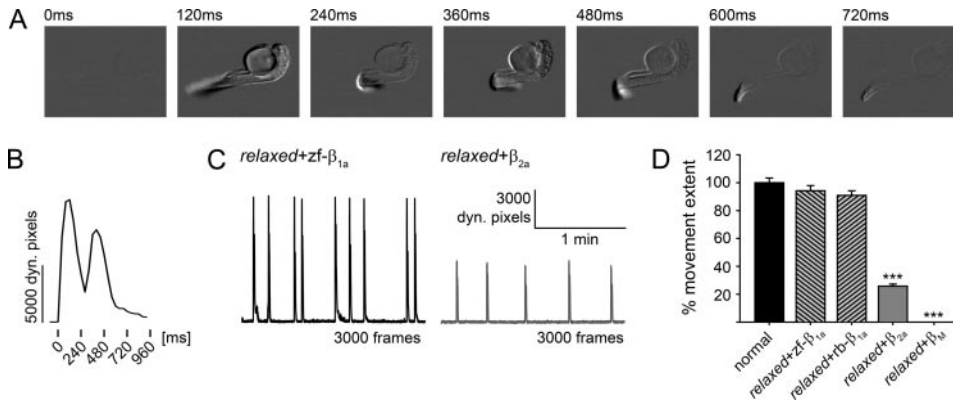 A
0ms
120ms
240ms
360ms
480ms
600ms
720ms
B
5000 dyn. pixels
0
240
480
720
960
[ms]
C
relaxed+zf-β1a
relaxed+β2a
3000
dyn. pixels
1 min
3000 frames
3000 frames
D
% movement extent
120
100
80
60
40
20
***
***
normal
relaxed+zf-β1a
relaxed+rb-β1a
relaxed+β2a
relaxed+βM